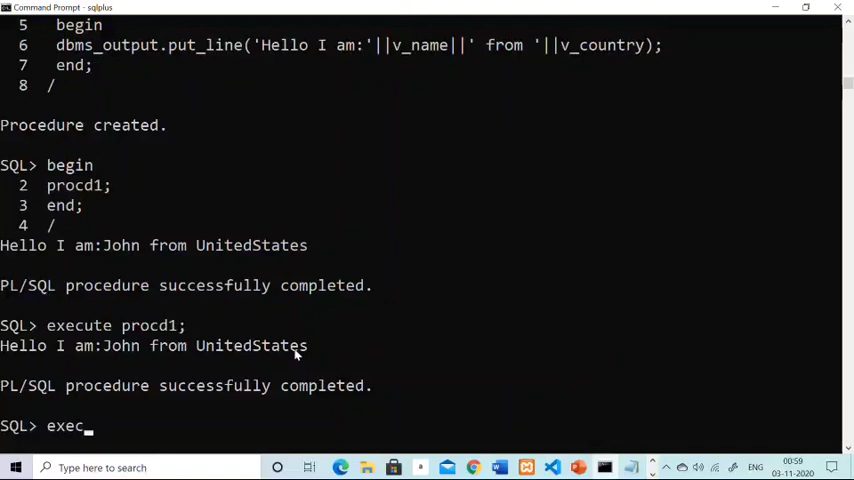 Command Prompt - sqlplus
5  begin
6  dbms_output.put_line('Hello I am:'||v_name||' from '||v_country);
7  end;
8  /
Procedure created.
SQL> begin
2  procd1;
3  end;
4  /
Hello I am:John from UnitedStates
PL/SQL procedure successfully completed.
SQL> execute procd1;
Hello I am:John from UnitedStates
PL/SQL procedure successfully completed.
SQL> exec_
Type here to search
ENG
00:59
03-11-2020